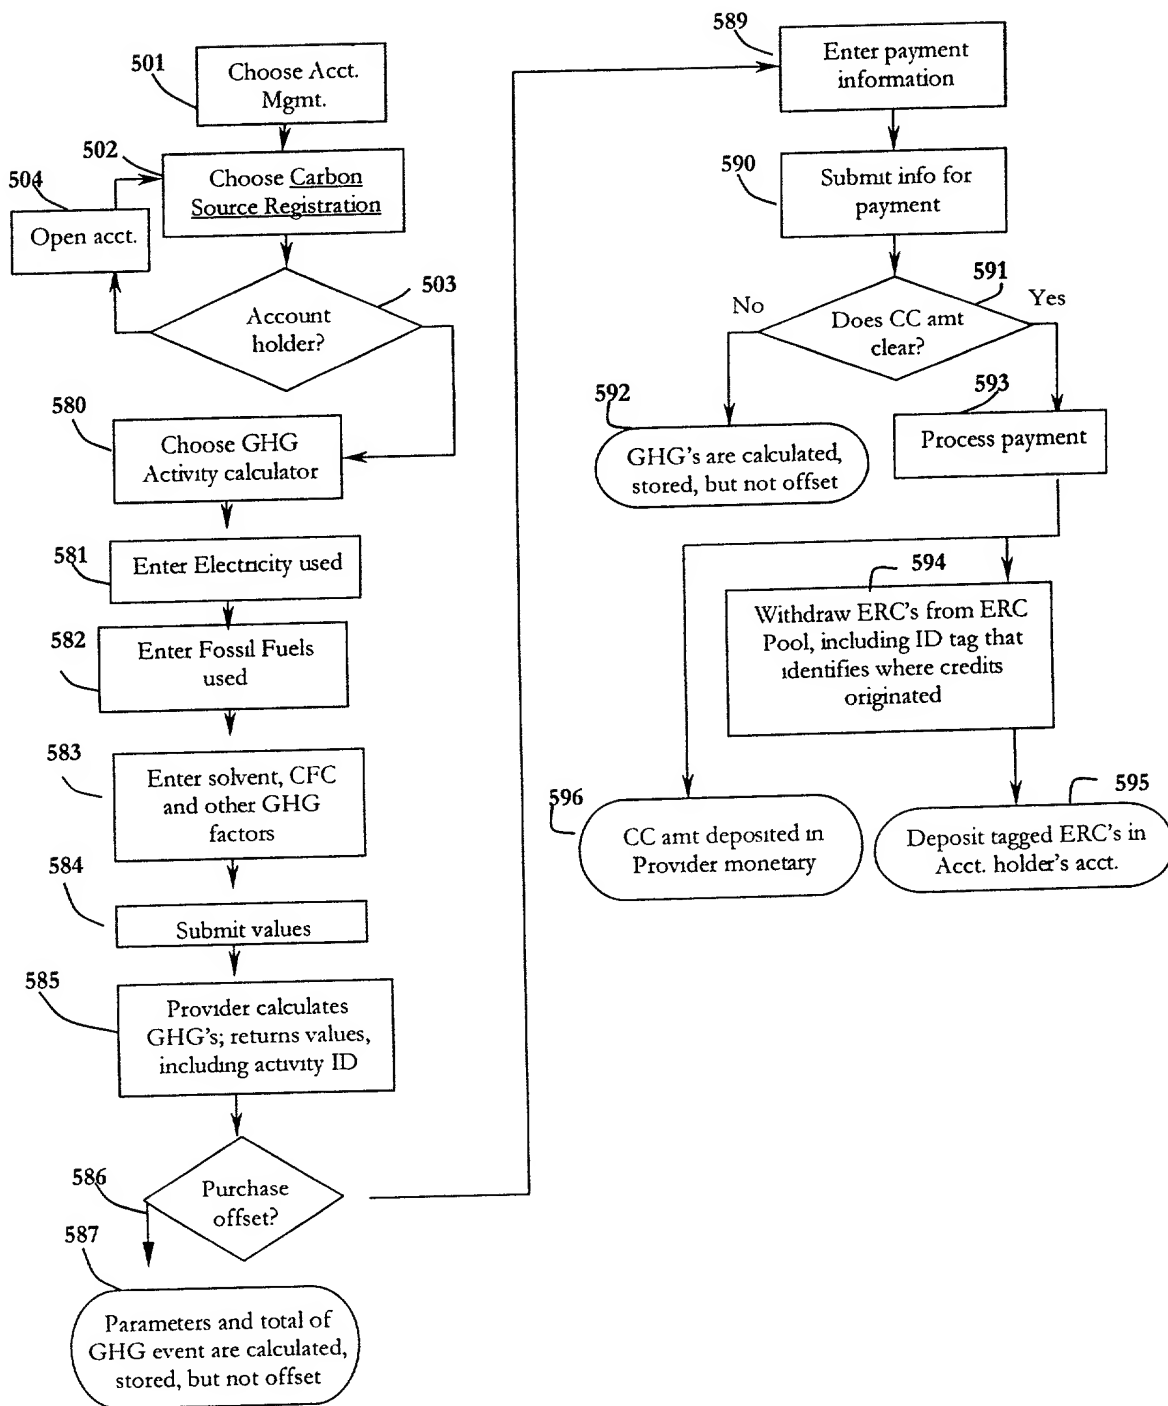 501
Choose Acct.
Mgmt.
502
Choose Carbon
Source Registration
504
Open acct.
503
Account
holder?
580
Choose GHG
Activity calculator
581
Enter Electricity used
582
Enter Fossil Fuels
used
583
Enter solvent, CFC
and other GHG
factors
584
Submit values
585
Provider calculates
GHG's; returns values,
including activity ID
586
Purchase
offset?
587
Parameters and total of
GHG event are calculated,
stored, but not offset
589
Enter payment
information
590
Submit info for
payment
591
No
Yes
Does CC amt
clear?
592
GHG's are calculated,
stored, but not offset
593
Process payment
594
Withdraw ERC's from ERC
Pool, including ID tag that
identifies where credits
originated
596
CC amt deposited in
Provider monetary
595
Deposit tagged ERC's in
Acct. holder's acct.